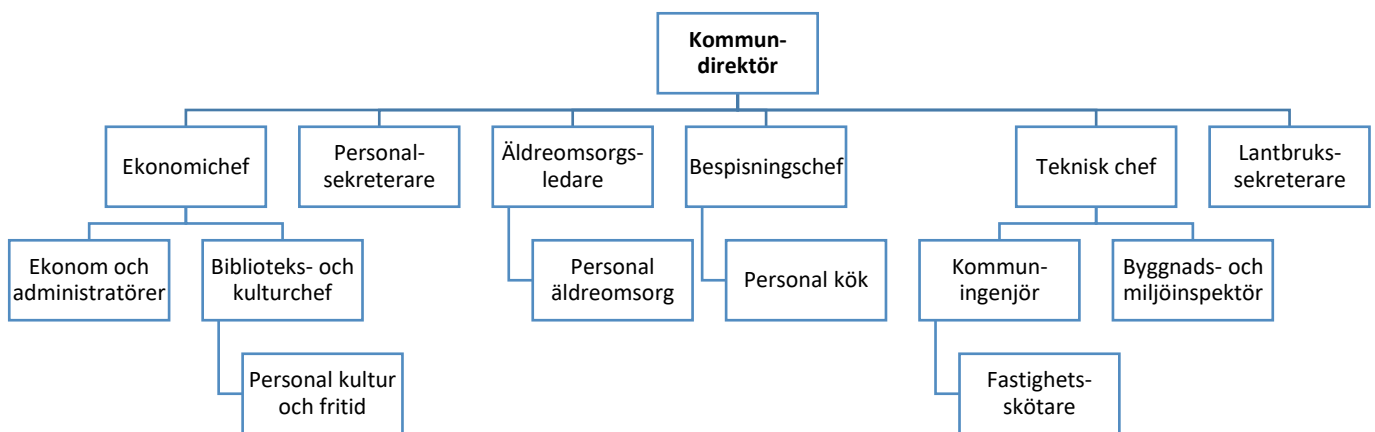 Kommun-
direktör
Ekonomichef
Personal-
sekreterare
Äldreomsorgs-
ledare
Bespisningschef
Teknisk chef
Lantbruks-
sekreterare
Ekonom och
administratörer
Biblioteks- och
kulturchef
Personal
äldreomsorg
Personal kök
Kommun-
ingenjör
Byggnads- och
miljöinspektör
Personal kultur
och fritid
Fastighets-
skötare